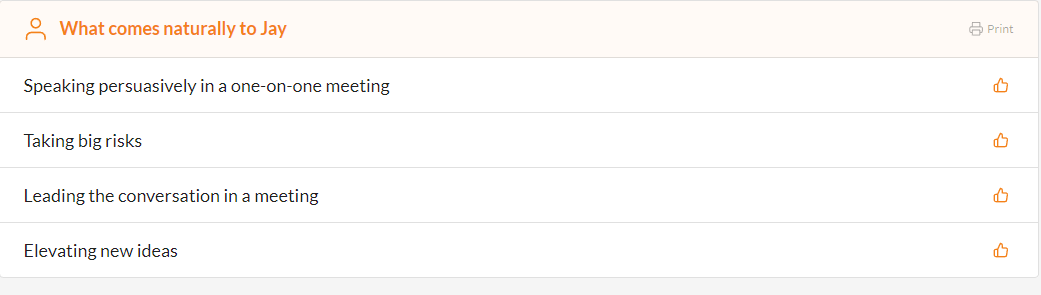 What comes naturally to Jay
Print
Speaking persuasively in a one-on-one meeting
Taking big risks
Leading the conversation in a meeting
Elevating new ideas